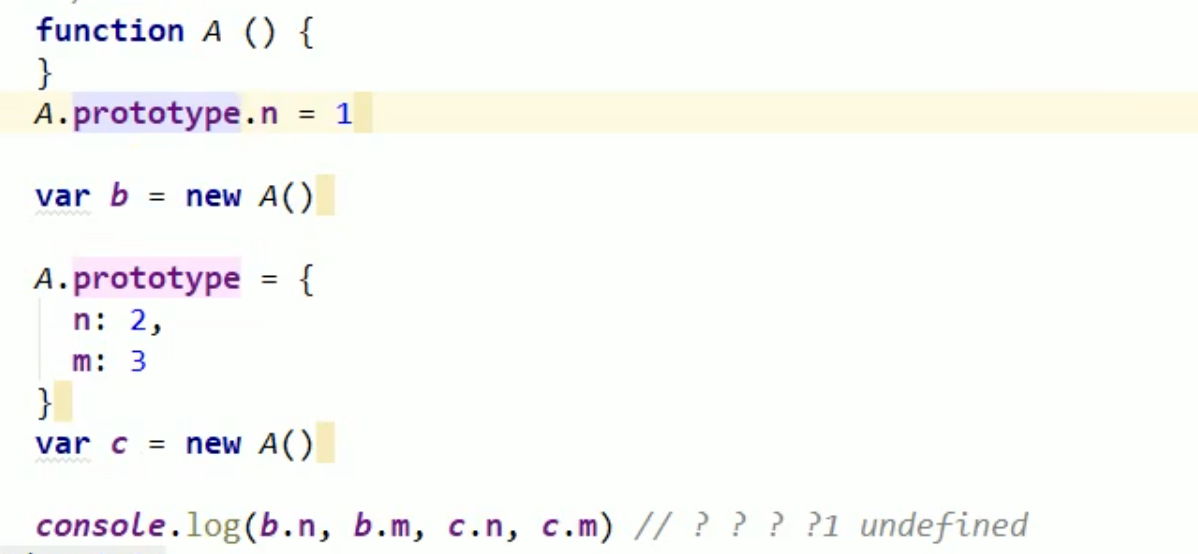 function A () {
}
A.prototype.n = 1
var b = new A()
A.prototype = {
n: 2,
m: 3
}
var c = new A()
console.log(b.n, b.m, c.n, c.m) // ? ? ? ?1 undefined